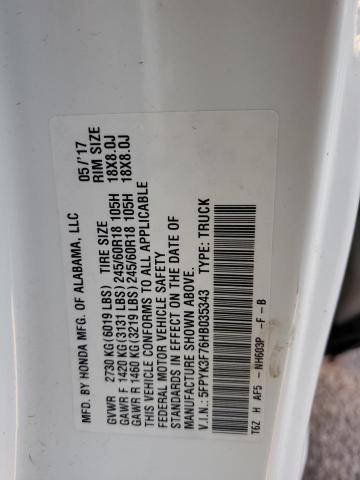 MFD. BY HONDA MFG. OF ALABAMA, LLC 05/'17
TIRE SIZE RIM SIZE
GVWR 2730 KG (6019 LBS)
GAWR F 1420 KG (3131 LBS) 245/60R18 105H 18X8.0J
GAWR R 1460 KG (3219 LBS) 245/60R18 105H 18X8.0J
THIS VEHICLE CONFORMS TO ALL APPLICABLE
FEDERAL MOTOR VEHICLE SAFETY
STANDARDS IN EFFECT ON THE DATE OF
MANUFACTURE SHOWN ABOVE.
V.I.N.: 5FPYK3F76HB035343 TYPE: TRUCK
T6Z H AF5 - NH603P -F -B